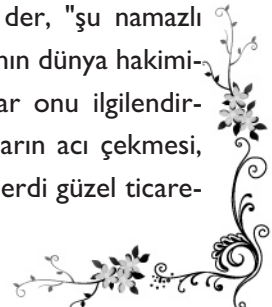 der, "şu namazlı
nın dünya hakimi-
ar onu ilgilendir-
arın acı çekmesi,
erdi güzel ticare-